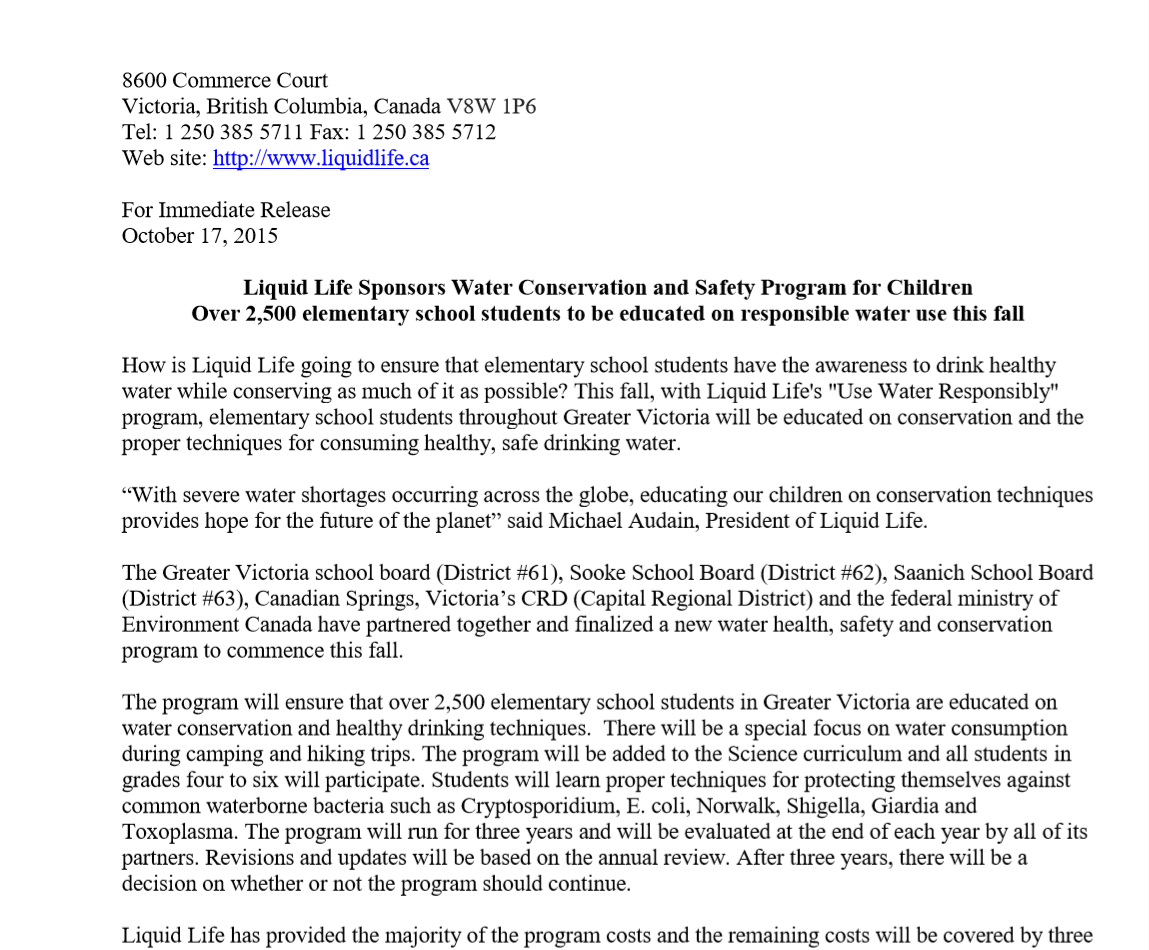 8600 Commerce Court
Victoria, British Columbia, Canada V8W 1P6
Tel: 1 250 385 5711 Fax: 1 250 385 5712
Web site: http://www.liquidlife.ca
For Immediate Release
October 17, 2015
Liquid Life Sponsors Water Conservation and Safety Program for Children
Over 2,500 elementary school students to be educated on responsible water use this fall
How is Liquid Life going to ensure that elementary school students have the awareness to drink healthy
water while conserving as much of it as possible? This fall, with Liquid Life's "Use Water Responsibly"
program, elementary school students throughout Greater Victoria will be educated on conservation and the
proper techniques for consuming healthy, safe drinking water.
“With severe water shortages occurring across the globe, educating our children on conservation techniques
provides hope for the future of the planet” said Michael Audain, President of Liquid Life.
The Greater Victoria school board (District #61), Sooke School Board (District #62), Saanich School Board
(District #63), Canadian Springs, Victoria’s CRD (Capital Regional District) and the federal ministry of
Environment Canada have partnered together and finalized a new water health, safety and conservation
program to commence this fall.
The program will ensure that over 2,500 elementary school students in Greater Victoria are educated on
water conservation and healthy drinking techniques.  There will be a special focus on water consumption
during camping and hiking trips. The program will be added to the Science curriculum and all students in
grades four to six will participate. Students will learn proper techniques for protecting themselves against
common waterborne bacteria such as Cryptosporidium, E. coli, Norwalk, Shigella, Giardia and
Toxoplasma. The program will run for three years and will be evaluated at the end of each year by all of its
partners. Revisions and updates will be based on the annual review. After three years, there will be a
decision on whether or not the program should continue.
Liquid Life has provided the majority of the program costs and the remaining costs will be covered by three